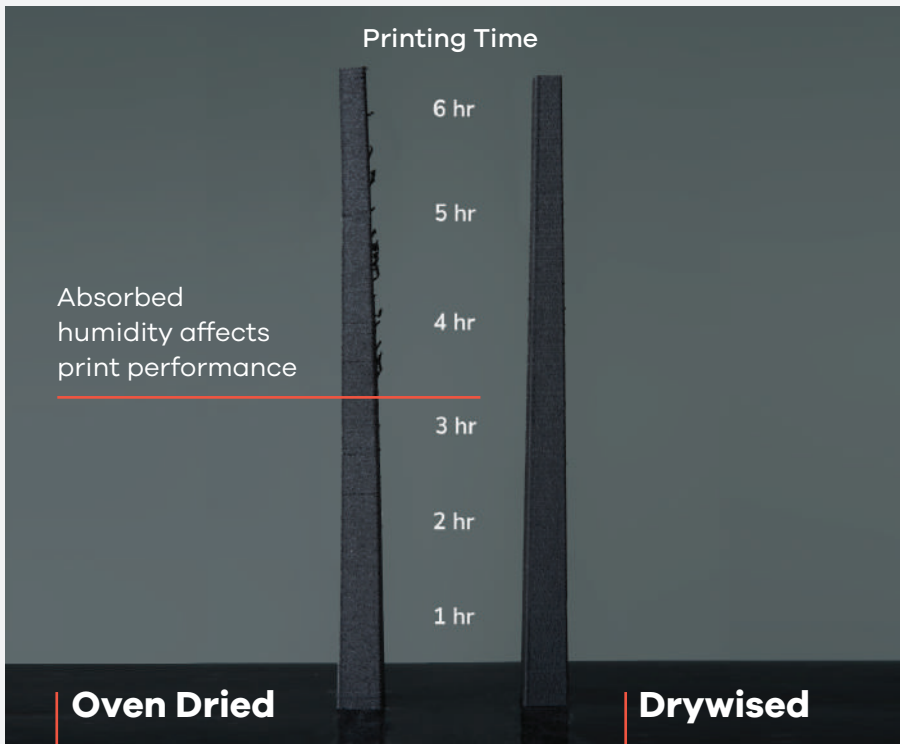 Printing Time
6 hr
5 hr
Absorbed
humidity affects
print performance
4 hr
3 hr
2 hr
1 hr
Oven Dried
Drywised